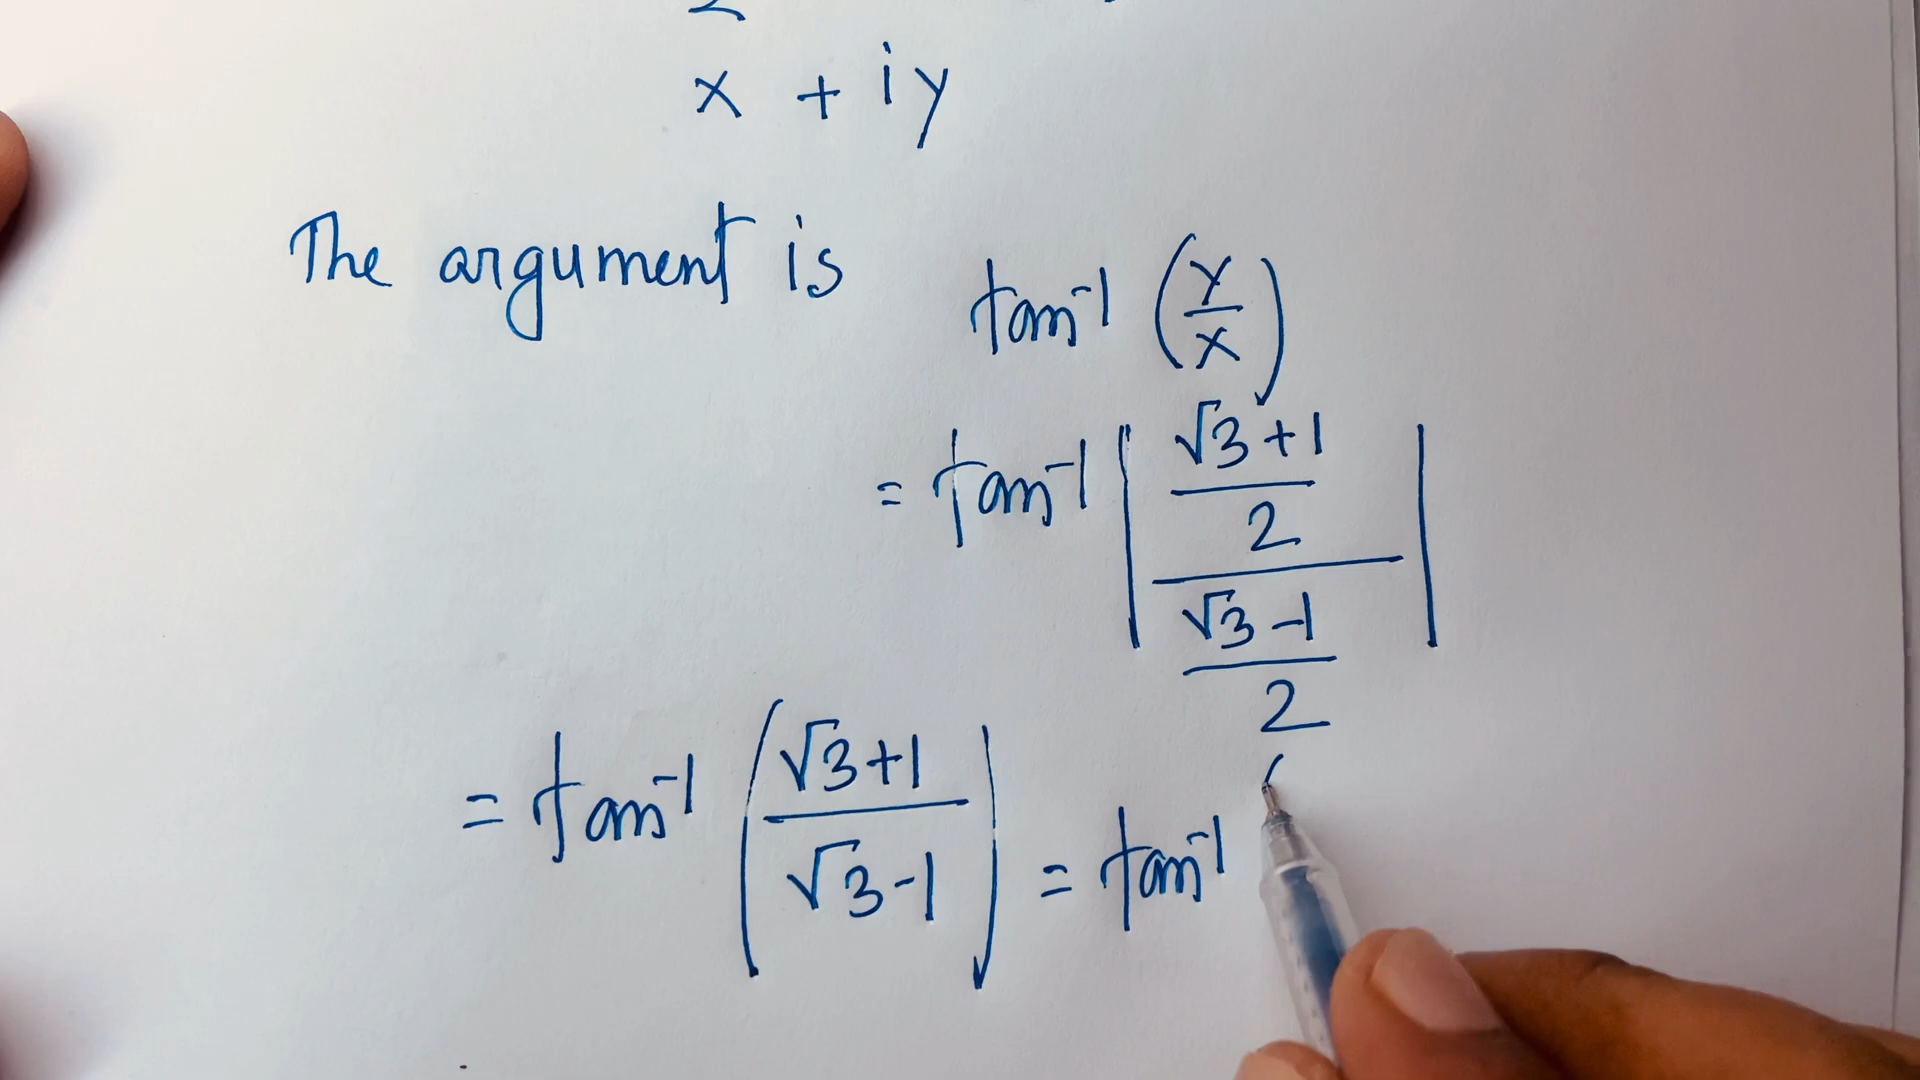 2
x + iy
The argument is tan⁻¹ (y/x)
= tan⁻¹ | ((√3+1)/2) / ((√3-1)/2) |
= tan⁻¹ ((√3+1)/(√3-1)) = tan⁻¹ (